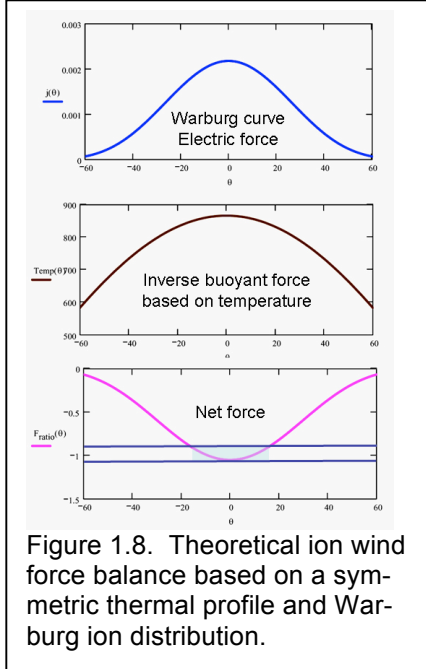 0.003
0.002
j(θ)
0.001
0
−60 −40 −20 0 20 40 60
θ
Warburg curve
Electric force
900
800
Temp(θ) 700
600
500
−60 −40 −20 0 20 40 60
Inverse buoyant force
based on temperature
0
−0.5
F ratio (θ)
−1
−1.5
−60 −40 −20 0 20 40 60
θ
Net force
Figure 1.8. Theoretical ion wind
force balance based on a sym-
metric thermal profile and War-
burg ion distribution.